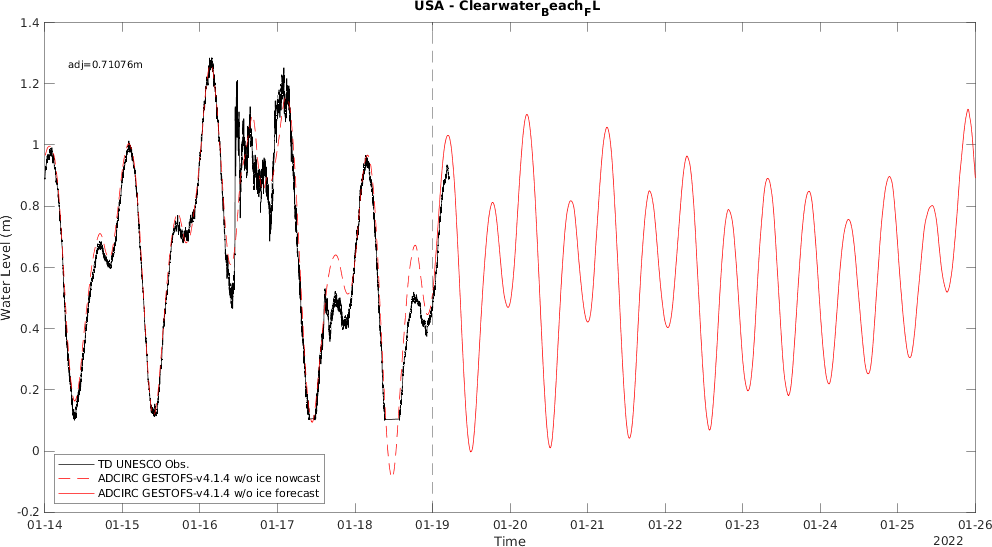 USA - Clearwater_Beach_FL
adj=0.71076m
1.4
1.2
1
0.8
0.6
0.4
0.2
0
-0.2
Water Level (m)
TD UNESCO Obs.
ADCIRC GESTOFS-v4.1.4 w/o ice nowcast
ADCIRC GESTOFS-v4.1.4 w/o ice forecast
01-14 01-15 01-16 01-17 01-18 01-19 01-20 01-21 01-22 01-23 01-24 01-25 01-26
Time
2022